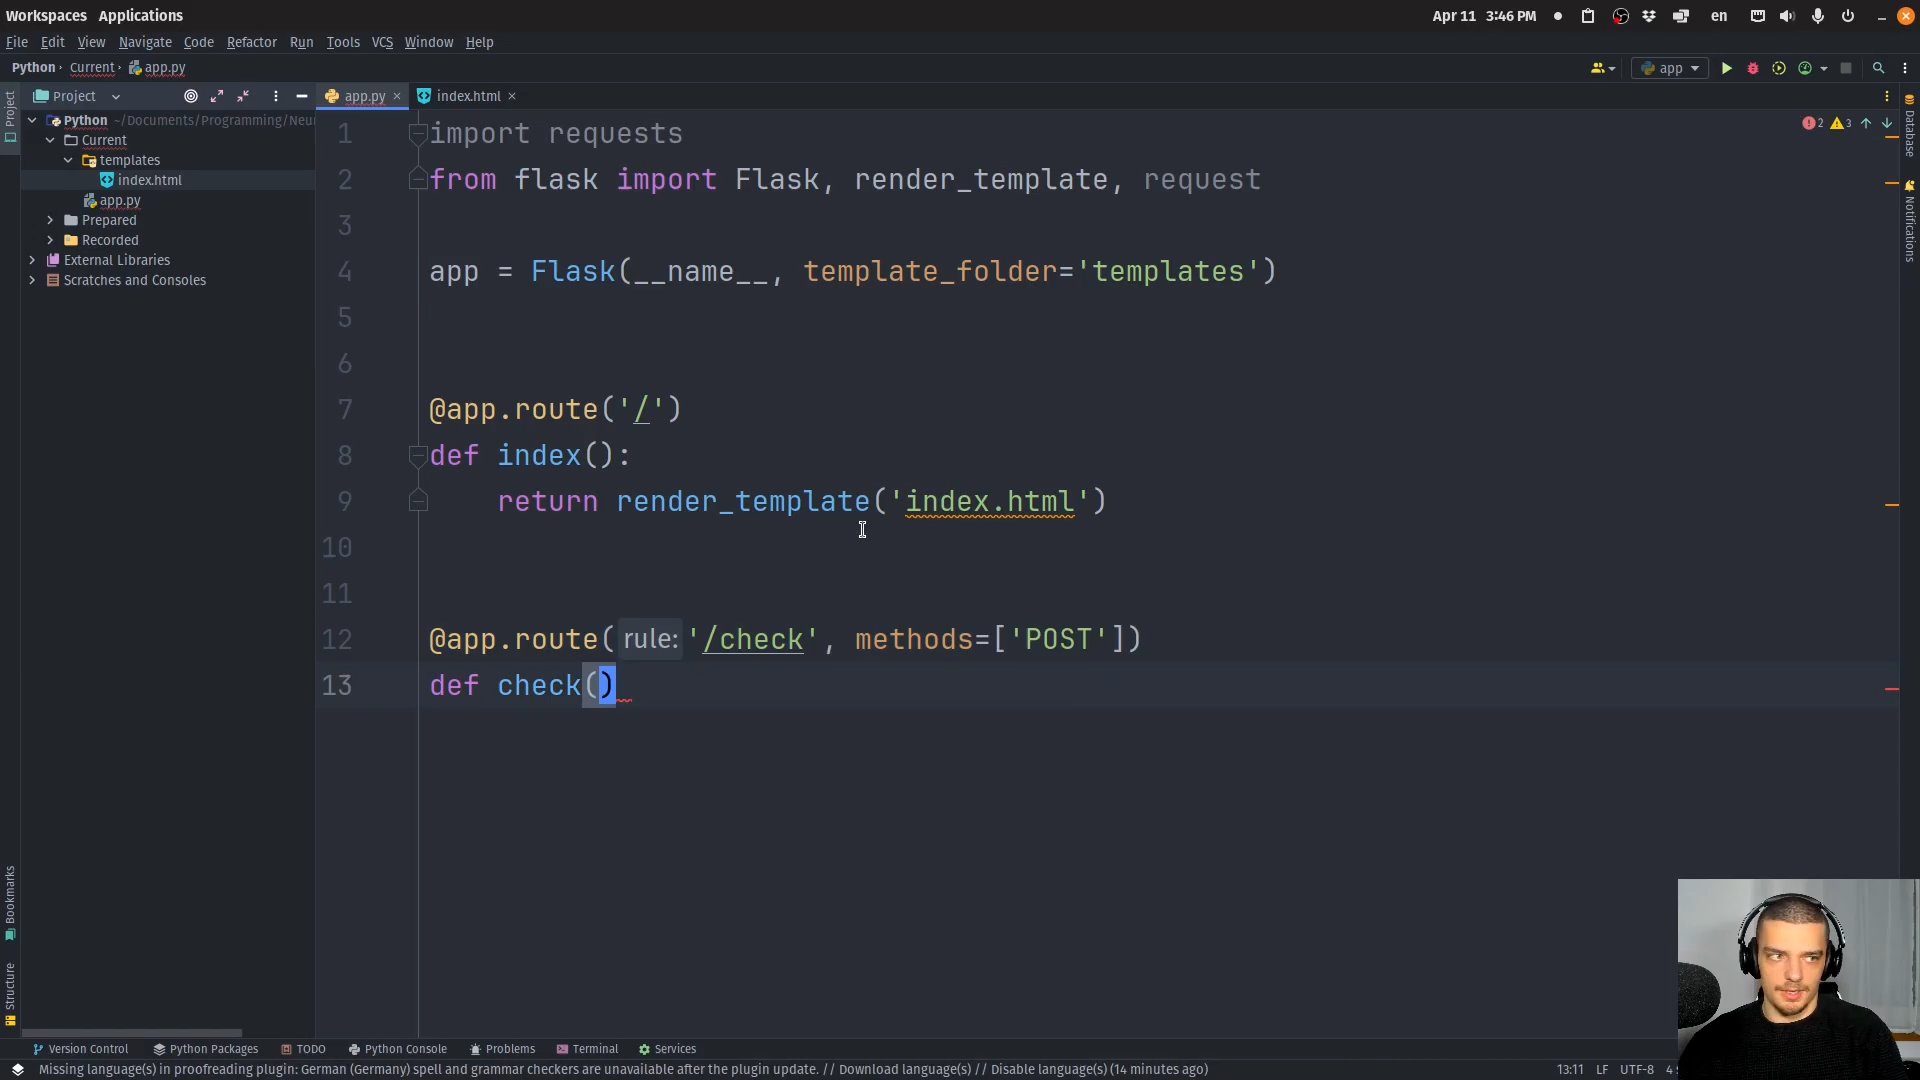 Workspaces Applications Apr 11 3:46 PM en
File Edit View Navigate Code Refactor Run Tools VCS Window Help
Python Current app.py app
Project Project app.py index.html
Python ~/Documents/Programming/Neu
Current
templates
index.html
app.py
Prepared
Recorded
External Libraries
Scratches and Consoles
2 3
1 import requests
2 from flask import Flask, render_template, request
3
4 app = Flask(__name__, template_folder='templates')
5
6
7 @app.route('/')
8 def index():
9 return render_template('index.html')
10
11
12 @app.route(rule:'/check', methods=['POST'])
13 def check()
Database
Notifications
Bookmarks
Structure
Version Control Python Packages TODO Python Console Problems Terminal Services
Missing language(s) in proofreading plugin: German (Germany) spell and grammar checkers are unavailable after the plugin update. // Download language(s) // Disable language(s) (14 minutes ago) 13:11 LF UTF-8 4